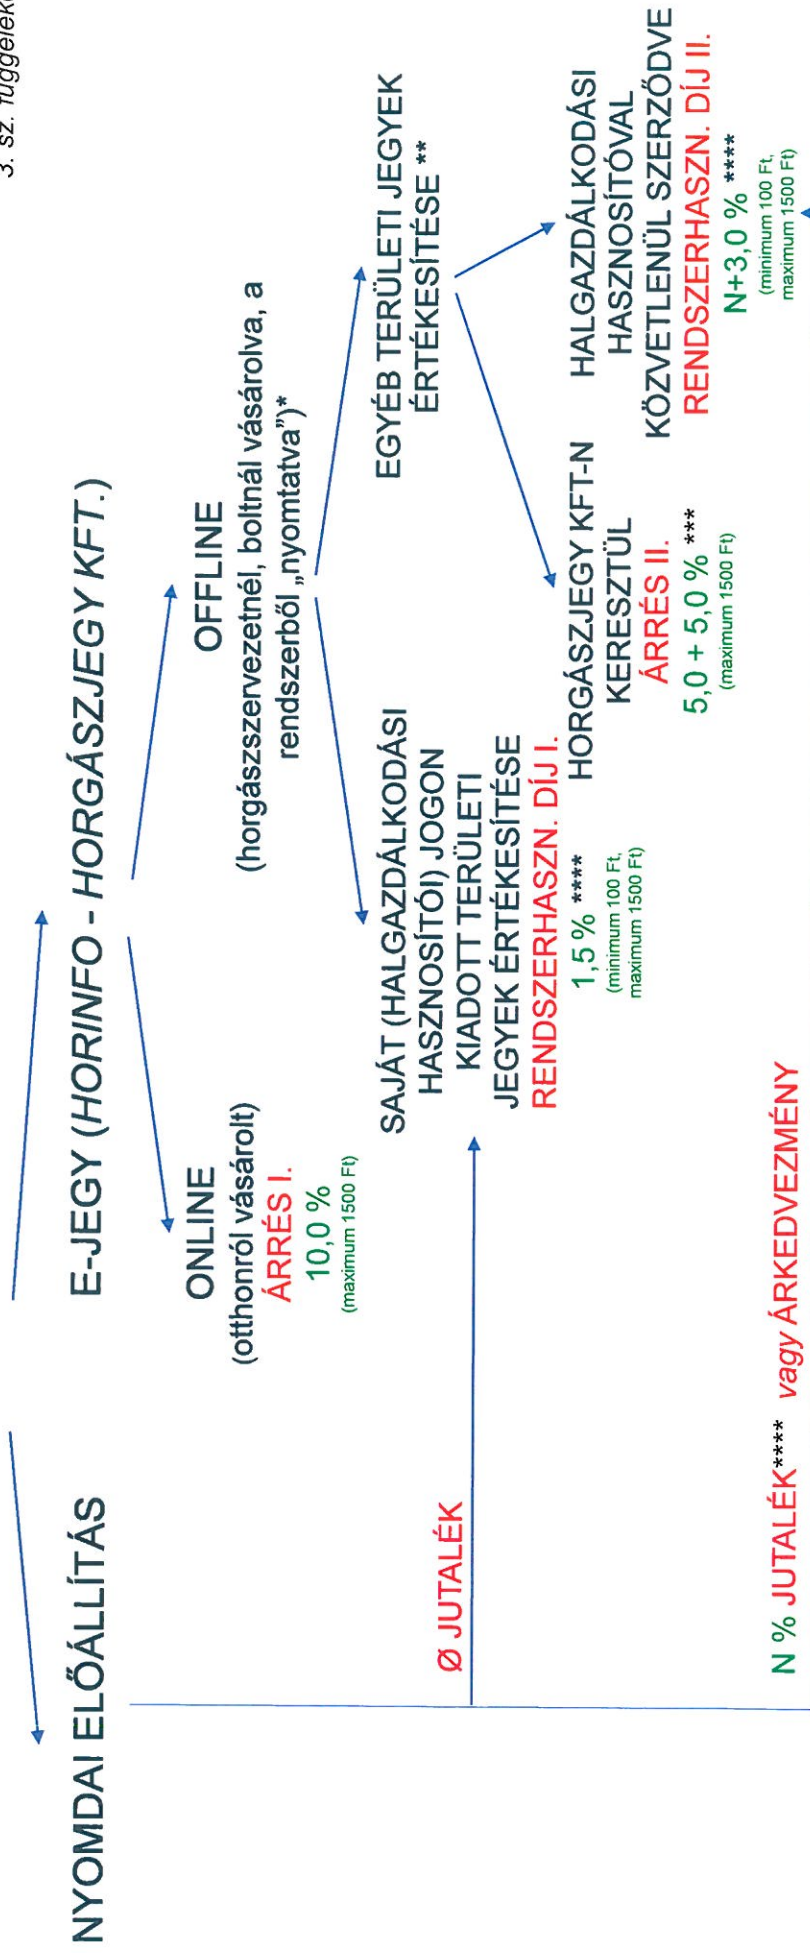 3. sz. függelék
NYOMDAI ELŐÁLLÍTÁS
E-JEGY (HORINFO - HORGÁSZJEGY KFT.)
ONLINE
(otthonról vásárolt)
ÁRRÉS I.
10,0 %
(maximum 1500 Ft)
OFFLINE
(horgászszervezetnél, boltnál vásárolva, a
rendszerből „nyomtatva”)*
Ø JUTALÉK
SAJÁT (HALGAZDÁLKODÁSI
HASZNOSÍTÓI) JOGON
KIADOTT TERÜLETI
JEGYEK ÉRTÉKESÍTÉSE
RENDSZERHASZN. DÍJ I.
1,5 % ****
(minimum 100 Ft,
maximum 1500 Ft)
EGYÉB TERÜLETI JEGYEK
ÉRTÉKESÍTÉSE **
HORGÁSZJEGY KFT-N
KERESZTÜL
ÁRRÉS II.
5,0 + 5,0 % ***
(maximum 1500 Ft)
HALGAZDÁLKODÁSI
HASZNOSÍTÓVAL
KÖZVETLENÜL SZERZŐDVE
RENDSZERHASZN. DÍJ II.
N+3,0 % ****
(minimum 100 Ft,
maximum 1500 Ft)
N % JUTALÉK**** vagy ÁRKEDVEZMÉNY